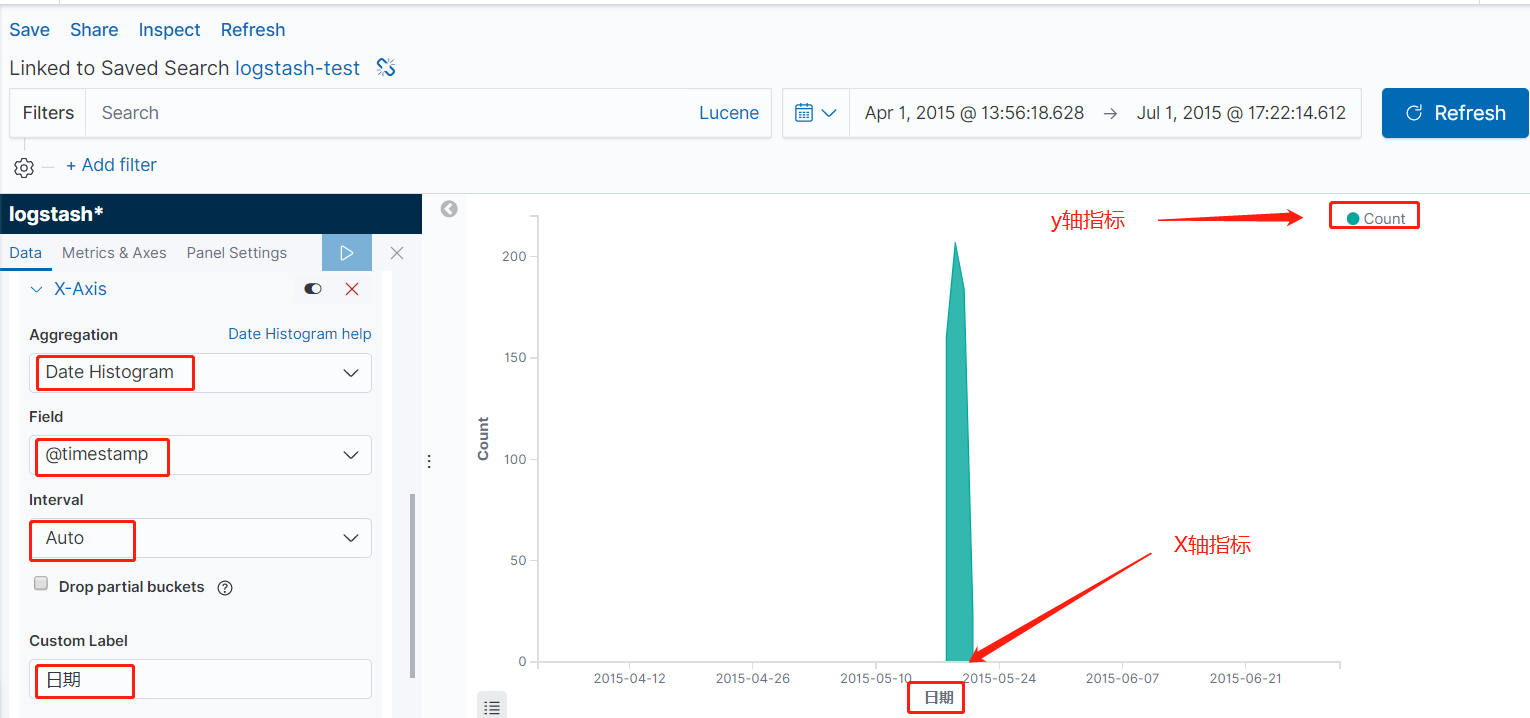 Save Share Inspect Refresh
Linked to Saved Search logstash-test
Filters Search Lucene Apr 1, 2015 @ 13:56:18.628 → Jul 1, 2015 @ 17:22:14.612 Refresh
+ Add filter
logstash*
Data Metrics & Axes Panel Settings
X-Axis
Aggregation Date Histogram help
Date Histogram
Field
@timestamp
Interval
Auto
Drop partial buckets
Custom Label
日期
y轴指标
Count
200
150
100
50
0
Count
X轴指标
2015-04-12 2015-04-26 2015-05-10 2015-05-24 2015-06-07 2015-06-21
日期